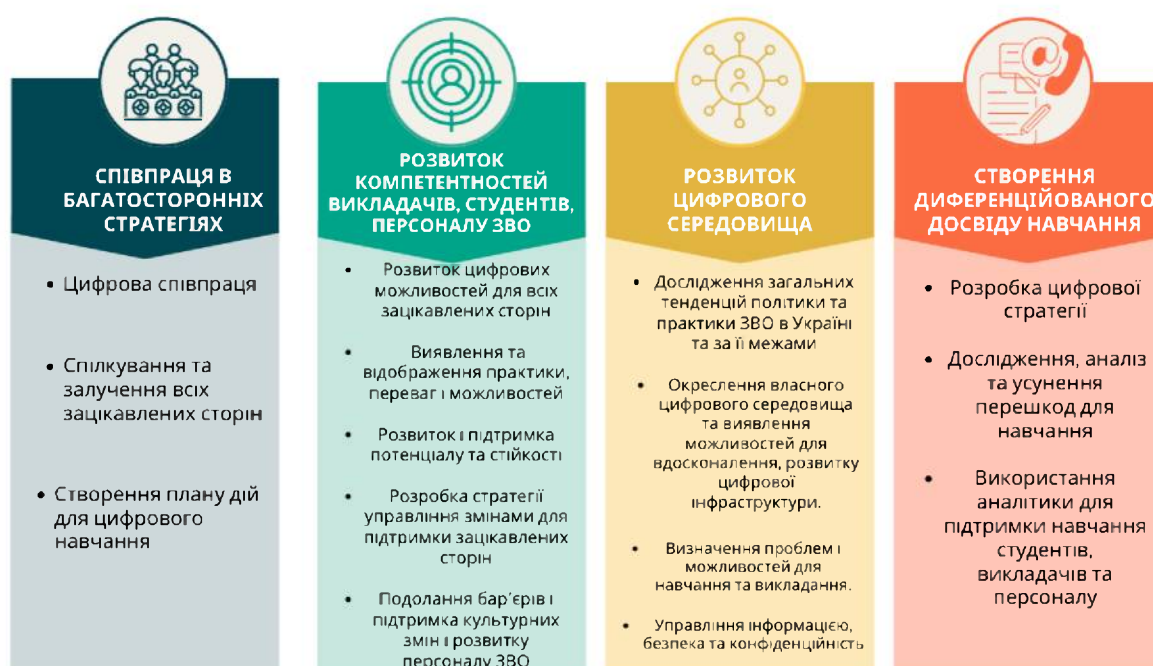 СПІВПРАЦЯ В
БАГАТОСТОРОННІХ
СТРАТЕГІЯХ
• Цифрова співпраця
• Спілкування та
залучення всіх
зацікавлених сторін
• Створення плану дій
для цифрового
навчання
РОЗВИТОК
КОМПЕТЕНТНОСТЕЙ
ВИКЛАДАЧІВ, СТУДЕНТІВ,
ПЕРСОНАЛУ ЗВО
• Розвиток цифрових
можливостей для всіх
зацікавлених сторін
• Виявлення та
відображення практики,
переваг і можливостей
• Розвиток і підтримка
потенціалу та стійкості
• Розробка стратегії
управління змінами для
підтримки зацікавлених
сторін
• Подолання бар’єрів і
підтримка культурних
змін і розвитку
персоналу ЗВО
РОЗВИТОК
ЦИФРОВОГО
СЕРЕДОВИЩА
• Дослідження загальних
тенденцій політики та
практики ЗВО в Україні
та за її межами
• Окреслення власного
цифрового середовища
та виявлення
можливостей для
вдосконалення, розвитку
цифрової
інфраструктури.
• Визначення проблем і
можливостей для
навчання та викладання.
• Управління інформацією,
безпека та конфіденційність
СТВОРЕННЯ
ДИФЕРЕНЦІЙОВАНОГО
ДОСВІДУ НАВЧАННЯ
• Розробка цифрової
стратегії
• Дослідження, аналіз
та усунення
перешкод для
навчання
• Використання
аналітики для
підтримки навчання
студентів,
викладачів та
персоналу